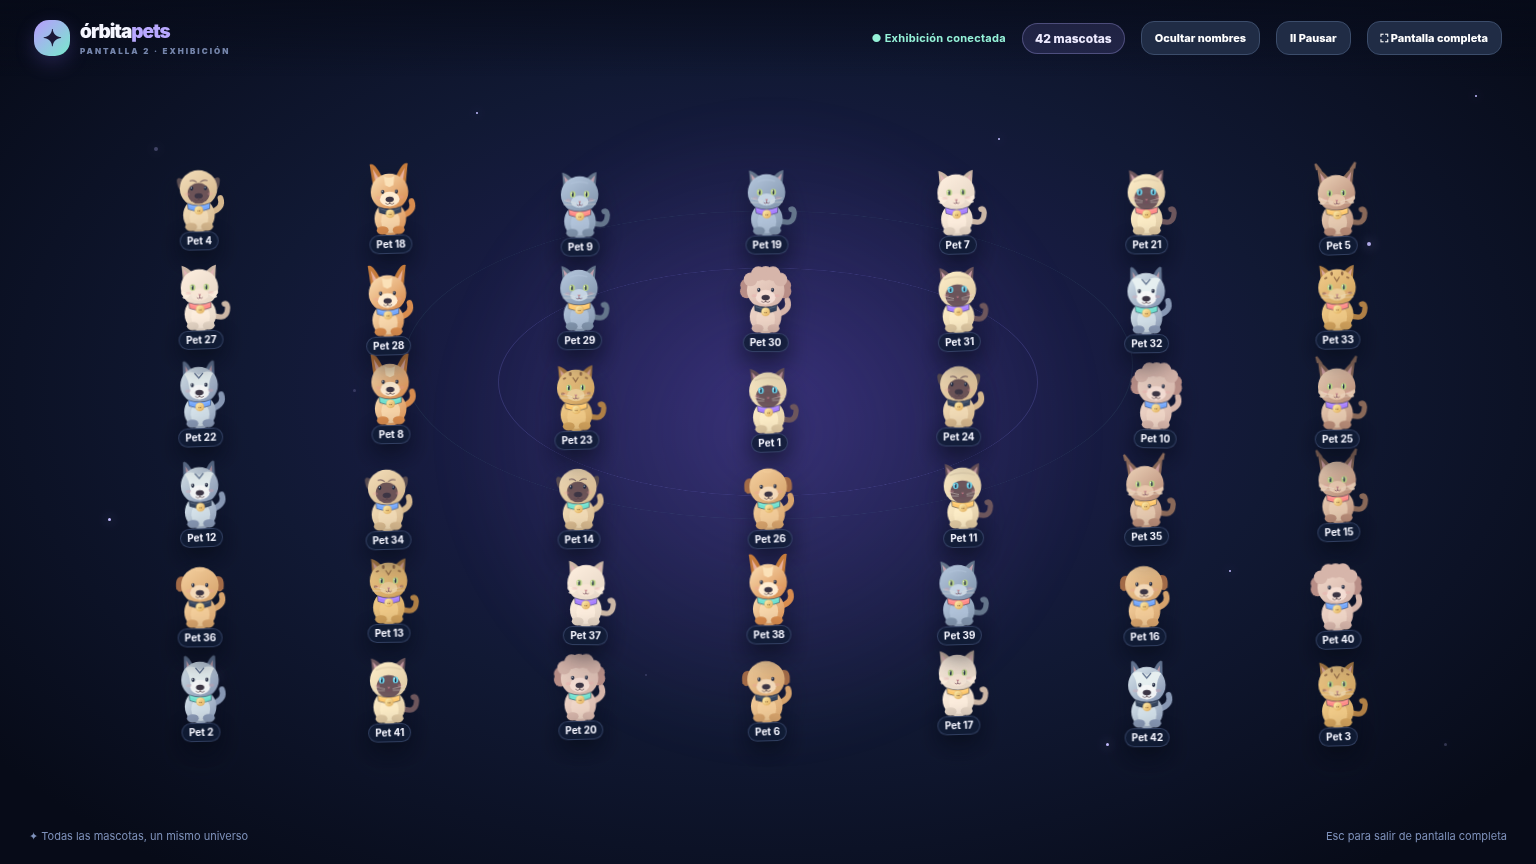 órbitapets
PANTALLA 2 · EXHIBICIÓN
● Exhibición conectada
42 mascotas
Ocultar nombres
II Pausar
Pantalla completa
Pet 4
Pet 18
Pet 9
Pet 19
Pet 7
Pet 21
Pet 5
Pet 27
Pet 28
Pet 29
Pet 30
Pet 31
Pet 32
Pet 33
Pet 22
Pet 8
Pet 23
Pet 1
Pet 24
Pet 10
Pet 25
Pet 12
Pet 34
Pet 14
Pet 26
Pet 11
Pet 35
Pet 15
Pet 36
Pet 13
Pet 37
Pet 38
Pet 39
Pet 16
Pet 40
Pet 2
Pet 41
Pet 20
Pet 6
Pet 17
Pet 42
Pet 3
✦ Todas las mascotas, un mismo universo
Esc para salir de pantalla completa